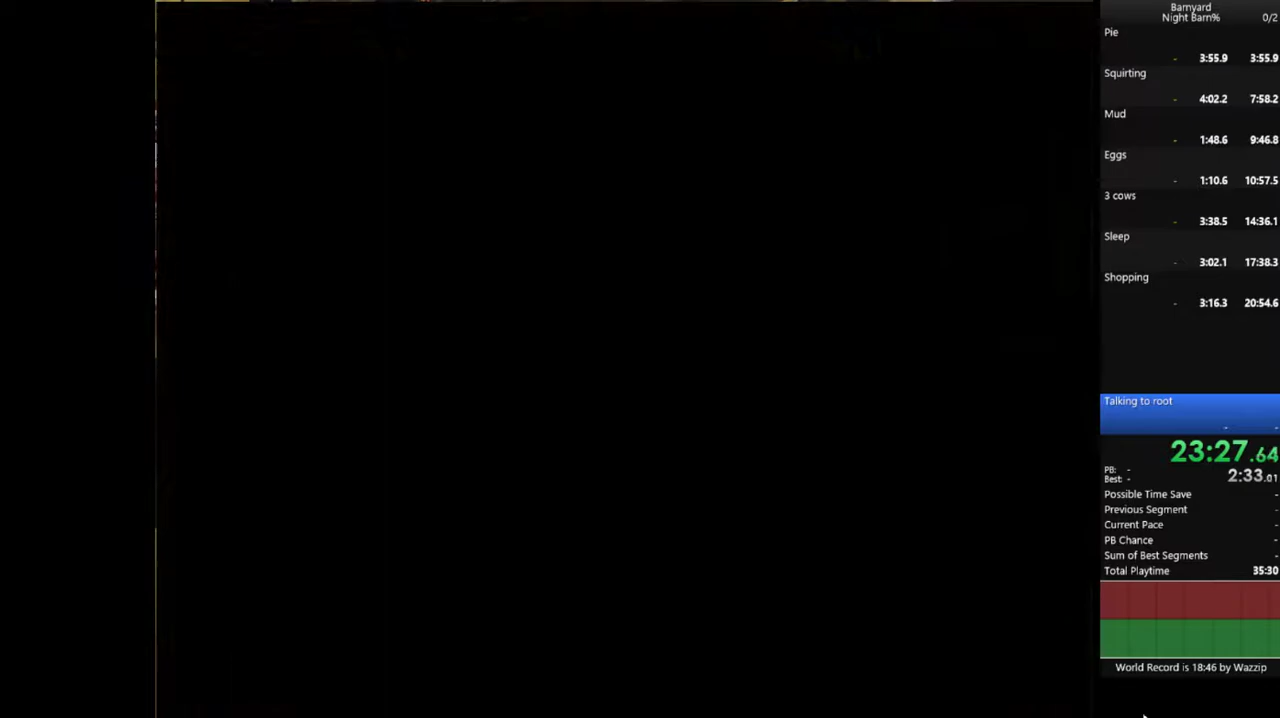 Barnyard
Night Barn% 0/2
Pie
- 3:55.9 3:55.9
Squirting
- 4:02.2 7:58.2
Mud
- 1:48.6 9:46.8
Eggs
- 1:10.6 10:57.5
3 cows
- 3:38.5 14:36.1
Sleep
- 3:02.1 17:38.3
Shopping
- 3:16.3 20:54.6
Talking to root
- -
23:27.64
PB: -
Best: - 2:33.01
Possible Time Save -
Previous Segment -
Current Pace -
PB Chance -
Sum of Best Segments -
Total Playtime 35:30
World Record is 18:46 by Wazzip